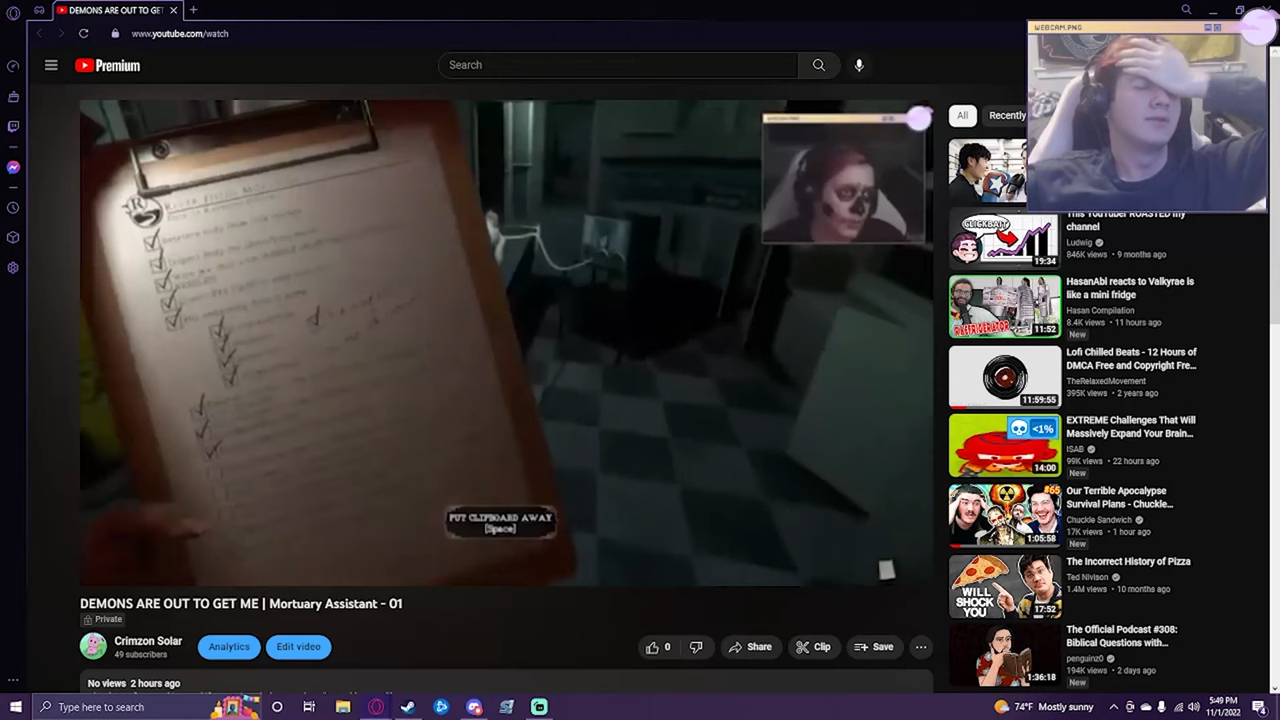 DEMONS ARE OUT TO GET
www.youtube.com/watch
WEBCAM.PNG
Premium
Search
All
Recently
PUT CLIPBOARD AWAY
[Space]
CLICKBAIT
19:34
This YouTuber ROASTED my
channel
Ludwig
846K views • 9 months ago
REFRIGERATOR
11:52
HasanAbi reacts to Valkyrae is
like a mini fridge
Hasan Compilation
8.4K views • 11 hours ago
New
11:59:55
Lofi Chilled Beats - 12 Hours of
DMCA Free and Copyright Fre...
TheRelaxedMovement
395K views • 2 years ago
<1%
14:00
EXTREME Challenges That Will
Massively Expand Your Brain...
ISAB
99K views • 22 hours ago
New
#65
1:05:58
Our Terrible Apocalypse
Survival Plans - Chuckle...
Chuckle Sandwich
17K views • 1 hour ago
New
WILL
SHOCK
YOU
17:52
The Incorrect History of Pizza
Ted Nivison
1.4M views • 10 months ago
1:36:18
The Official Podcast #308:
Biblical Questions with...
penguinz0
194K views • 2 days ago
New
DEMONS ARE OUT TO GET ME | Mortuary Assistant - 01
Private
Crimzon Solar
49 subscribers
Analytics
Edit video
0
Share
Clip
Save
No views 2 hours ago
Type here to search
74°F Mostly sunny
5:49 PM
11/1/2022
4